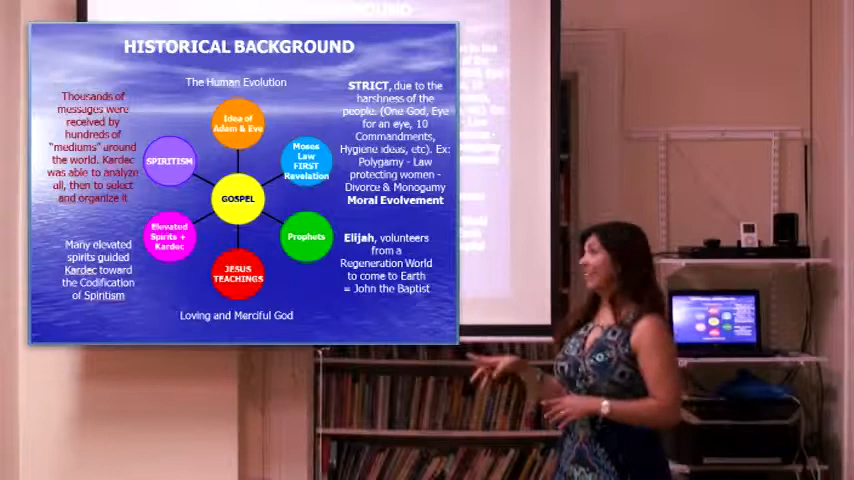 HISTORICAL BACKGROUND
The Human Evolution
Thousands of
messages were
received by
hundreds of
"mediums" around
the world. Kardec
was able to analyze
all, then to select
and organize it
Many elevated
spirits guided
Kardec toward
the Codification
of Spiritism
Idea of
Adam & Eve
SPIRITISM
Moses
Law
FIRST
Revelation
GOSPEL
Elevated
Spirits +
Kardec
Prophets
JESUS
TEACHINGS
Loving and Merciful God
STRICT, due to the
harshness of the
people. (One God, Eye
for an eye, 10
Commandments,
Hygiene ideas, etc). Ex:
Polygamy - Law
protecting women -
Divorce & Monogamy
Moral Evolvement
Elijah, volunteers
from a
Regeneration World
to come to Earth
= John the Baptist